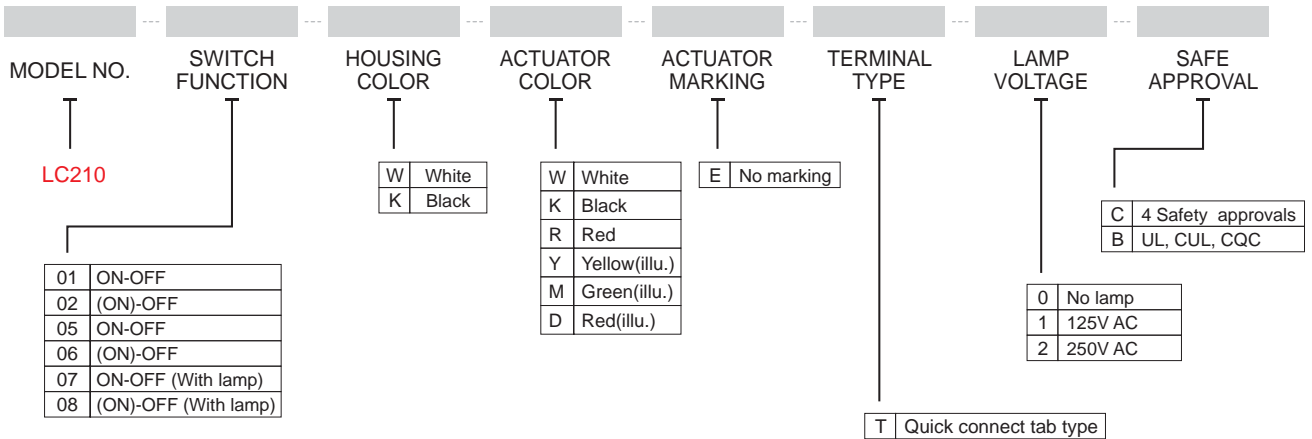 MODEL NO.
SWITCH
FUNCTION
HOUSING
COLOR
ACTUATOR
COLOR
ACTUATOR
MARKING
TERMINAL
TYPE
LAMP
VOLTAGE
SAFE
APPROVAL
LC210
01 ON-OFF
02 (ON)-OFF
05 ON-OFF
06 (ON)-OFF
07 ON-OFF (With lamp)
08 (ON)-OFF (With lamp)
W White
K Black
W White
K Black
R Red
Y Yellow(illu.)
M Green(illu.)
D Red(illu.)
E No marking
T Quick connect tab type
0 No lamp
1 125V AC
2 250V AC
C 4 Safety approvals
B UL, CUL, CQC